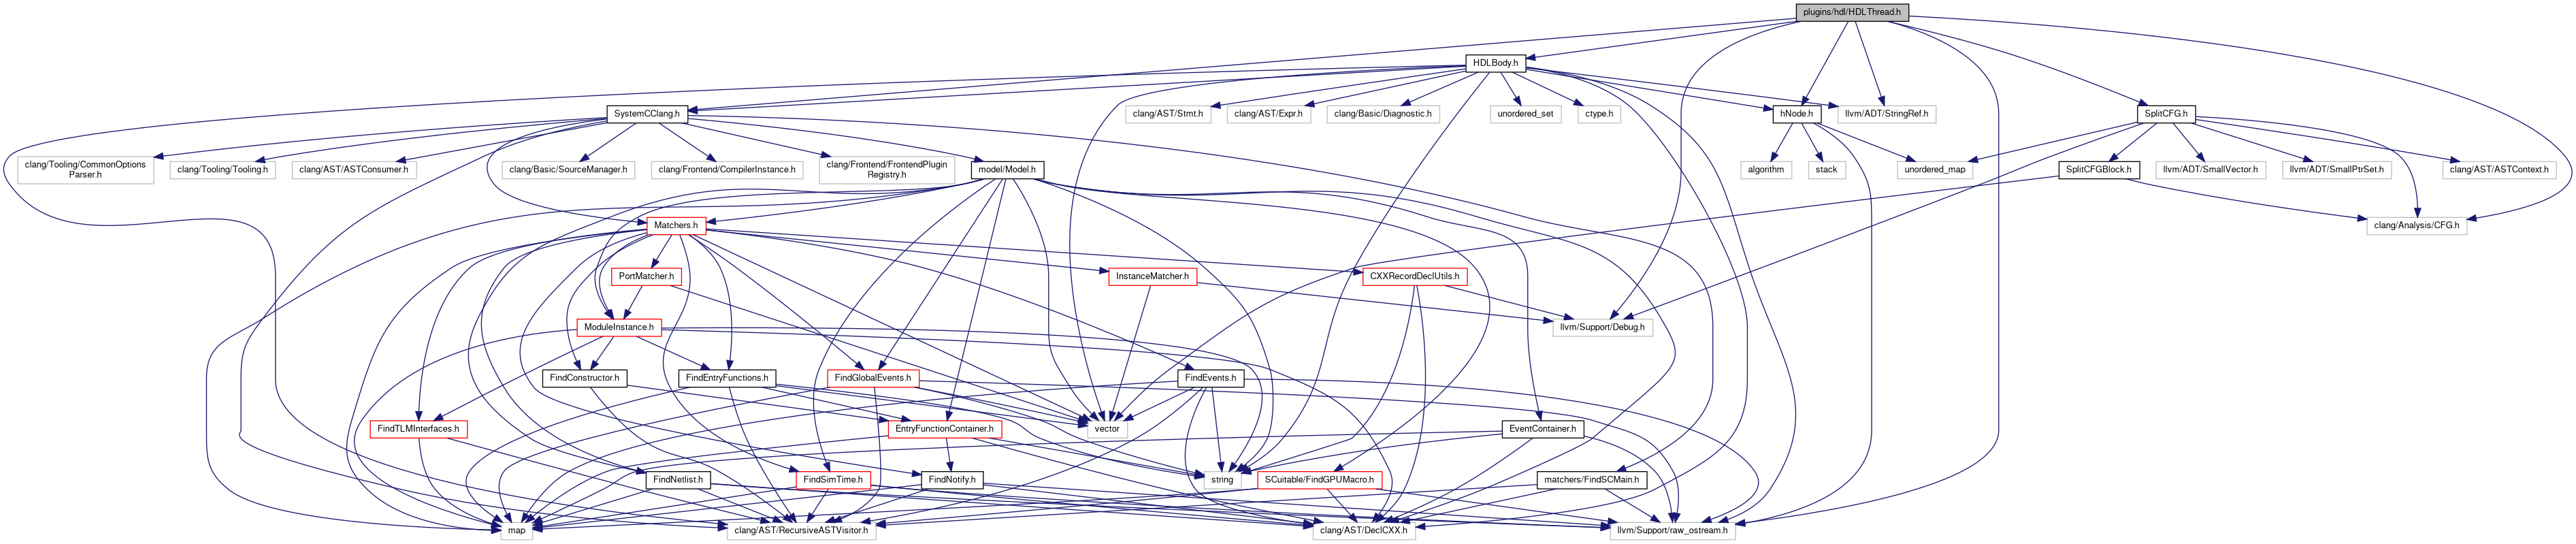 plugins/hdl/HDLThread.h
HDLBody.h
SystemCClang.h
clang/AST/Stmt.h
clang/AST/Expr.h
clang/Basic/Diagnostic.h
unordered_set
ctype.h
hNode.h
llvm/ADT/StringRef.h
SplitCFG.h
clang/Tooling/CommonOptions
Parser.h
clang/Tooling/Tooling.h
clang/AST/ASTConsumer.h
clang/Basic/SourceManager.h
clang/Frontend/CompilerInstance.h
clang/Frontend/FrontendPlugin
Registry.h
model/Model.h
algorithm
stack
unordered_map
SplitCFGBlock.h
llvm/ADT/SmallVector.h
llvm/ADT/SmallPtrSet.h
clang/AST/ASTContext.h
Matchers.h
clang/Analysis/CFG.h
PortMatcher.h
InstanceMatcher.h
CXXRecordDeclUtils.h
ModuleInstance.h
llvm/Support/Debug.h
FindConstructor.h
FindEntryFunctions.h
FindGlobalEvents.h
FindEvents.h
FindTLMInterfaces.h
EntryFunctionContainer.h
vector
EventContainer.h
FindNetlist.h
FindSimTime.h
FindNotify.h
string
SCuitable/FindGPUMacro.h
matchers/FindSCMain.h
map
clang/AST/RecursiveASTVisitor.h
clang/AST/DeclCXX.h
llvm/Support/raw_ostream.h